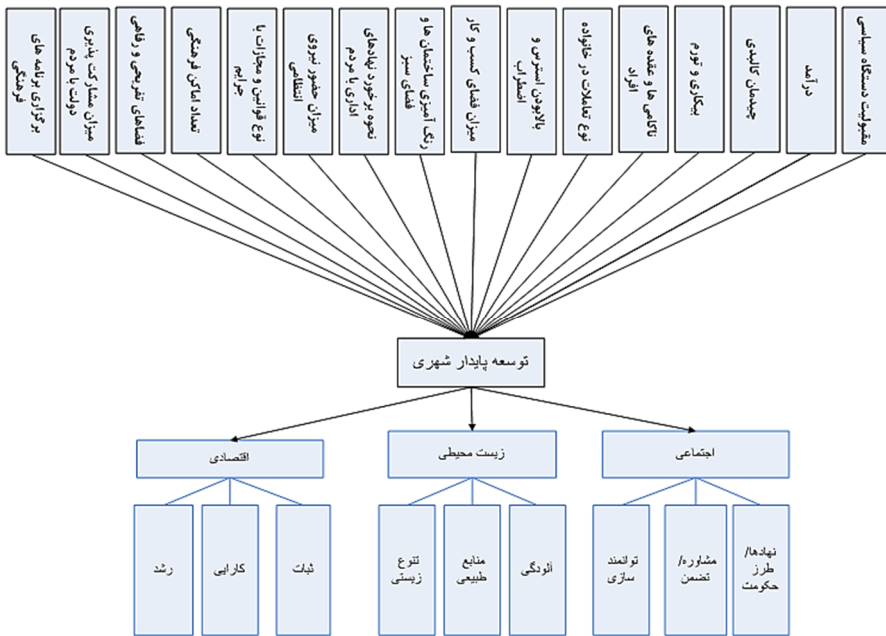 مقبولیت دستگاه سیاسی
درآمد
چیدمان کالبدی
بیکاری و تورم
ناکامی ها و عقده های
افراد
نوع تعاملات در خانواده
بالابودن استرس و
اضطراب
میزان فضای کسب و کار
رنگ آمیزی ساختمان ها و
فضای سبز
نحوه برخورد نهادهای
اداری با مردم
میزان حضور نیروی
انتظامی
نوع قوانین و مجازات با
جرایم
تعداد اماکن فرهنگی
فضاهای تفریحی و رفاهی
میزان مشارکت پذیری
دولت با مردم
برگزاری برنامه های
فرهنگی
توسعه پایدار شهری
اجتماعی
زیست محیطی
اقتصادی
نهادها/
طرز
حکومت
مشاوره/
تضمن
توانمند
سازی
آلودگی
منابع
طبیعی
تنوع
زیستی
ثبات
کارایی
رشد